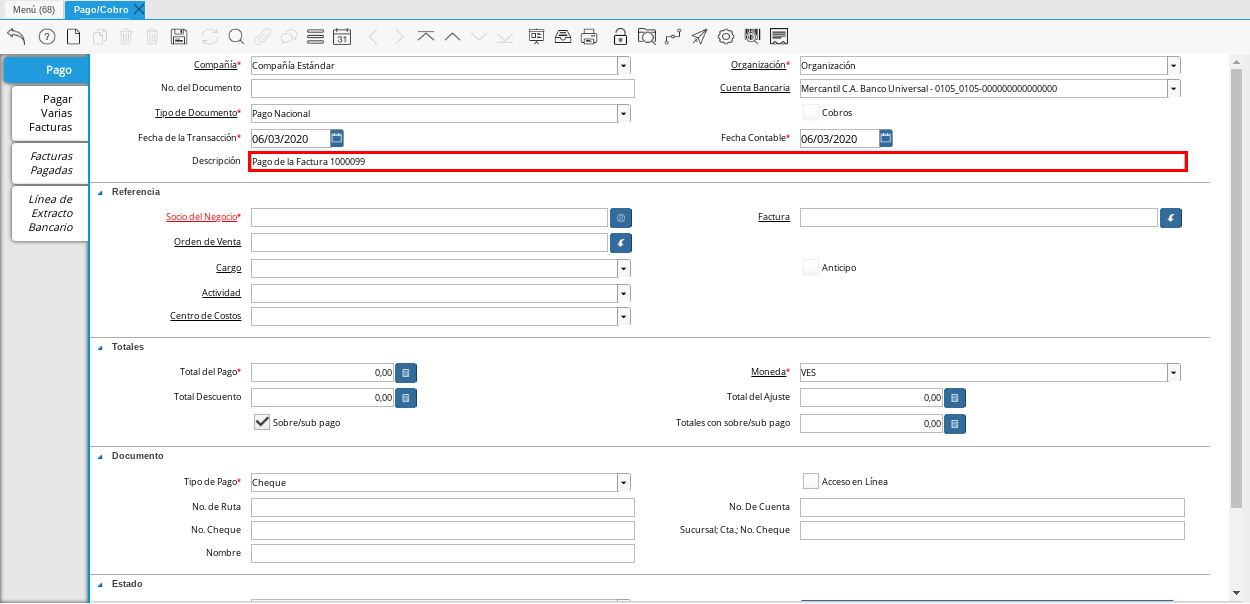 Menú (68) Pago/Cobro
31
Pago
Pagar
Varias
Facturas
Facturas
Pagadas
Línea de
Extracto
Bancario
Compañía* Compañía Estándar Organización* Organización
No. del Documento Cuenta Bancaria Mercantil C.A. Banco Universal - 0105_0105-000000000000000
Tipo de Documento* Pago Nacional Cobros
Fecha de la Transacción* 06/03/2020 Fecha Contable* 06/03/2020
Descripción Pago de la Factura 1000099
Referencia
Socio del Negocio* Factura
Orden de Venta
Cargo Anticipo
Actividad
Centro de Costos
Totales
Total del Pago* 0,00 Moneda* VES
Total Descuento 0,00 Total del Ajuste 0,00
Sobre/sub pago Totales con sobre/sub pago 0,00
Documento
Tipo de Pago* Cheque Acceso en Línea
No. de Ruta No. De Cuenta
No. Cheque Sucursal; Cta.; No. Cheque
Nombre
Estado